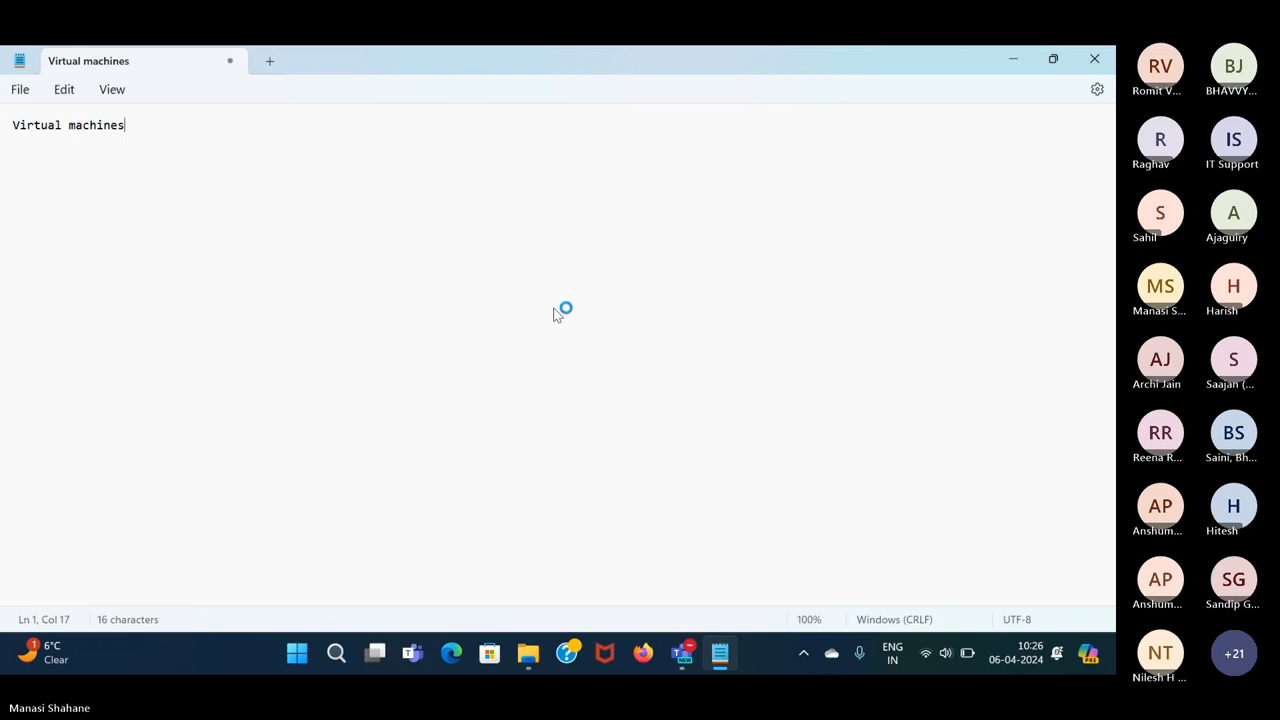 Virtual machines
File Edit View
Virtual machines
Ln 1, Col 17 16 characters 100% Windows (CRLF) UTF-8
1 6°C
Clear
NEW
ENG
IN
10:26
06-04-2024
PRE
RV BJ
Romit V... BHAVVY...
R IS
Raghav IT Support
S A
Sahil Ajaguiry
MS H
Manasi S... Harish
AJ S
Archi Jain Saajan (...
RR BS
Reena R... Saini, Bh...
AP H
Anshum... Hitesh
AP SG
Anshum... Sandip G...
NT +21
Nilesh H ...
Manasi Shahane